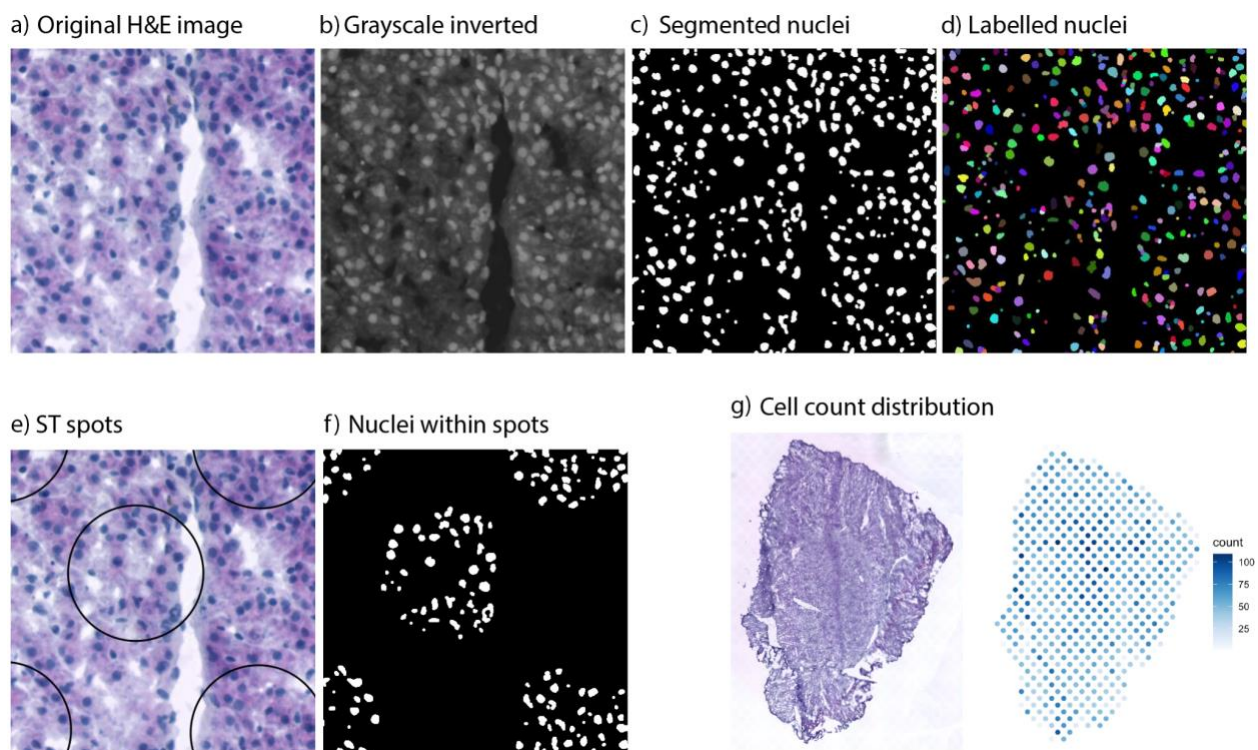 a) Original H&E image
b) Grayscale inverted
c) Segmented nuclei
d) Labelled nuclei
e) ST spots
f) Nuclei within spots
g) Cell count distribution
count
100
75
50
25